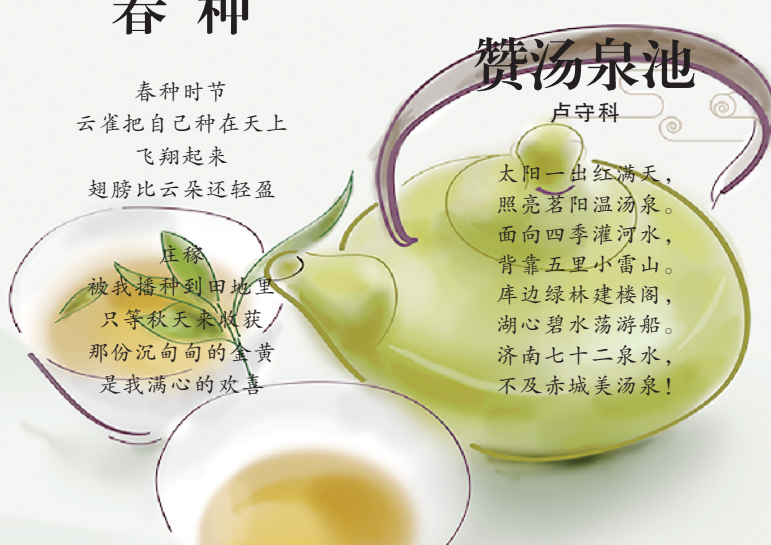 春种
春种时节
云雀把自己种在天上
飞翔起来
翅膀比云朵还轻盈
庄稼
被我播种到田地里
只等秋天来收获
那份沉甸甸的金黄
是我满心的欢喜
赞汤泉池
卢守科
太阳一出红满天，
照亮茗阳温汤泉。
面向四季灌河水，
背靠五里小雷山。
库边绿林建楼阁，
湖心碧水荡游船。
济南七十二泉水，
不及赤城美汤泉！